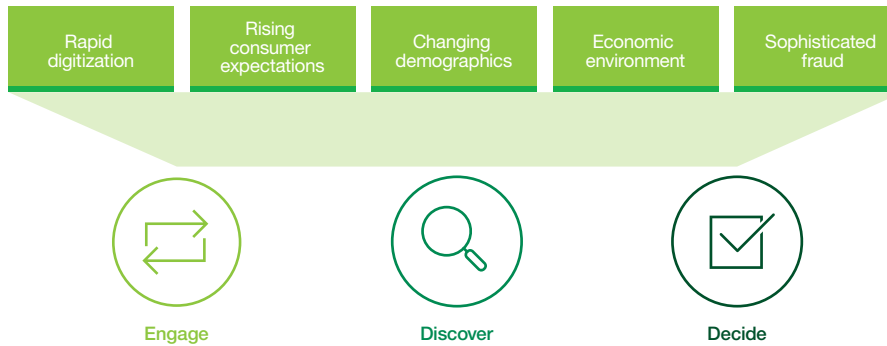 Rapid
digitization
Rising
consumer
expectations
Changing
demographics
Economic
environment
Sophisticated
fraud
Engage
Discover
Decide